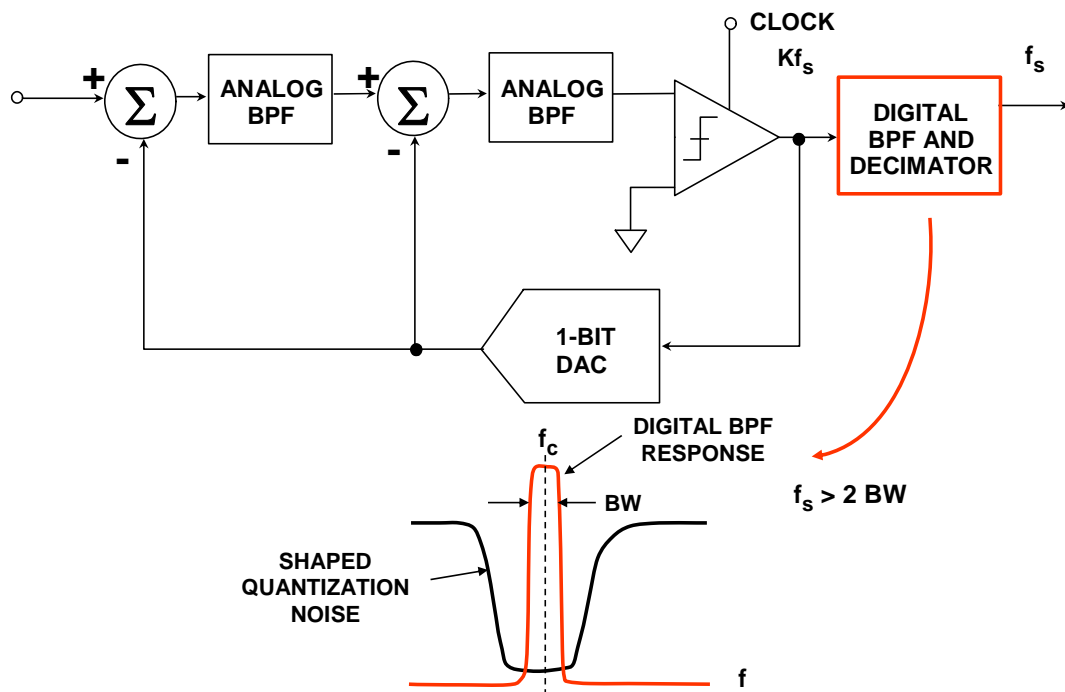 CLOCK
Kfs
fs
+
Σ
-
ANALOG
BPF
+
Σ
-
ANALOG
BPF
DIGITAL
BPF AND
DECIMATOR
1-BIT
DAC
fc
DIGITAL BPF
RESPONSE
BW
fs > 2 BW
SHAPED
QUANTIZATION
NOISE
f